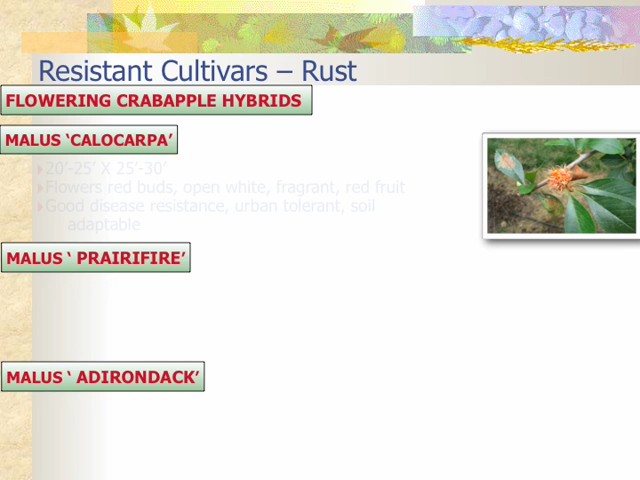 Resistant Cultivars – Rust
FLOWERING CRABAPPLE HYBRIDS
MALUS ‘CALOCARPA’
20’-25’ X 25’-30’
Flowers red buds, open white, fragrant, red fruit
Good disease resistance, urban tolerant, soil
adaptable
MALUS ‘ PRAIRIFIRE’
MALUS ‘ ADIRONDACK’